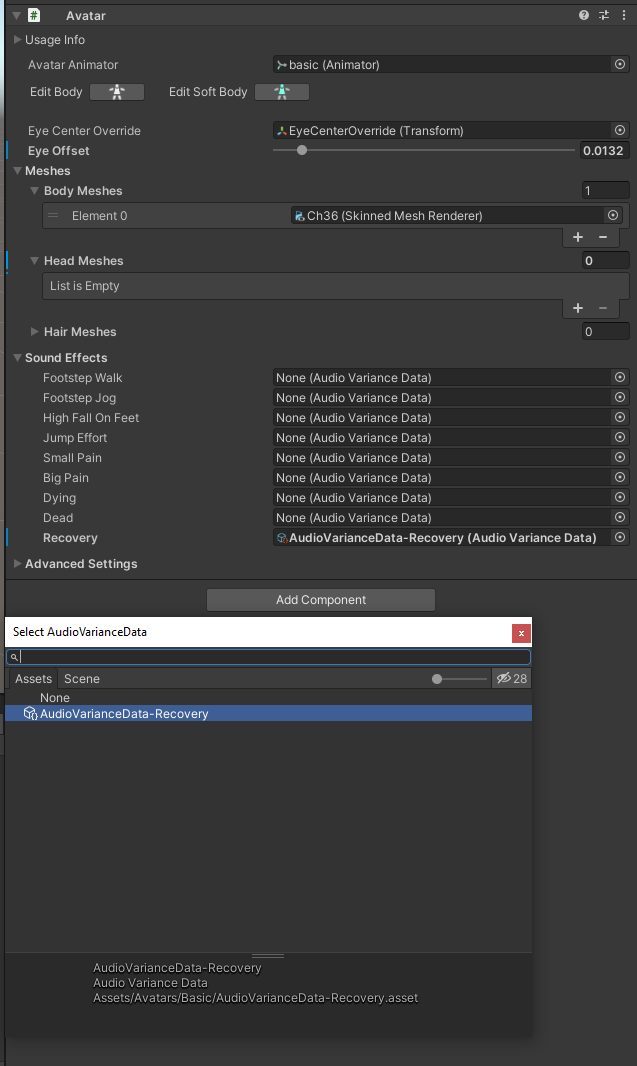 Avatar
Usage Info
Avatar Animator basic (Animator)
Edit Body Edit Soft Body
Eye Center Override EyeCenterOverride (Transform)
Eye Offset 0.0132
Meshes
Body Meshes 1
Element 0 Ch36 (Skinned Mesh Renderer)
Head Meshes 0
List is Empty
Hair Meshes 0
Sound Effects
Footstep Walk None (Audio Variance Data)
Footstep Jog None (Audio Variance Data)
High Fall On Feet None (Audio Variance Data)
Jump Effort None (Audio Variance Data)
Small Pain None (Audio Variance Data)
Big Pain None (Audio Variance Data)
Dying None (Audio Variance Data)
Dead None (Audio Variance Data)
Recovery AudioVarianceData-Recovery (Audio Variance Data)
Advanced Settings
Add Component
Select AudioVarianceData
Assets Scene 28
None
AudioVarianceData-Recovery
AudioVarianceData-Recovery
Audio Variance Data
Assets/Avatars/Basic/AudioVarianceData-Recovery.asset